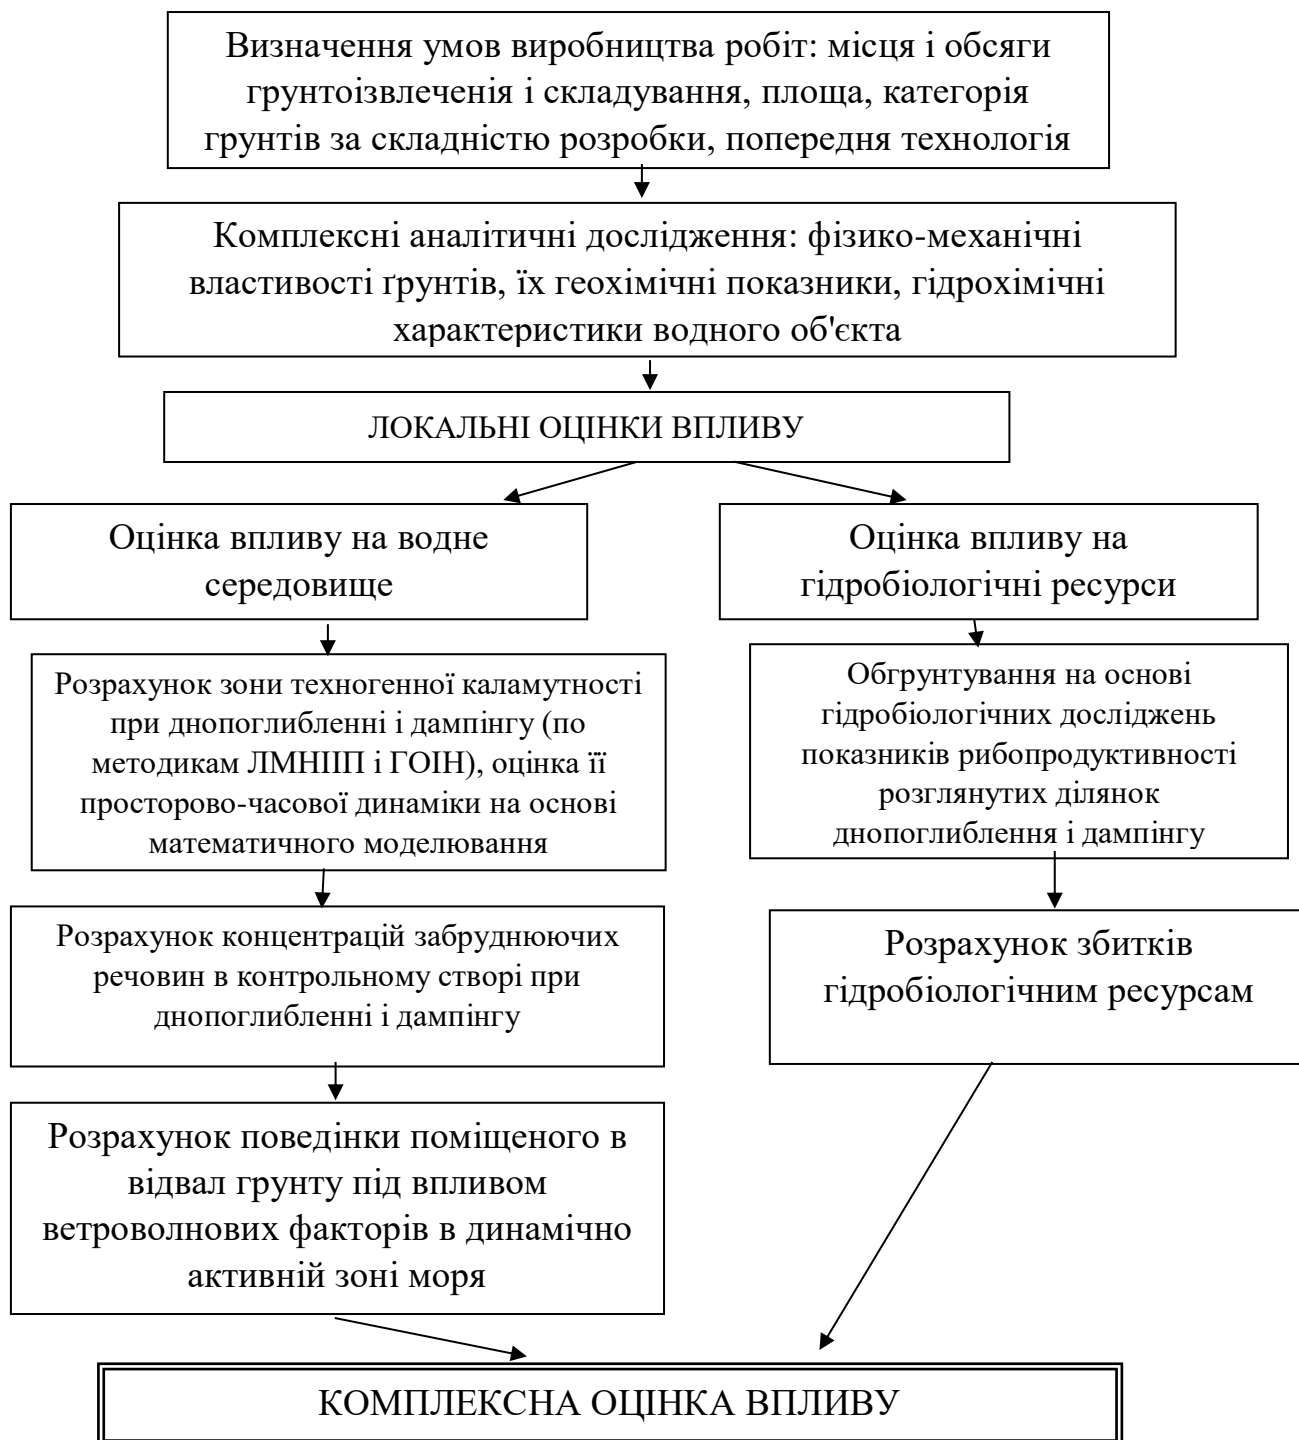 Визначення умов виробництва робіт: місця і обсяги
грунтоізвлеченія і складування, площа, категорія
грунтів за складністю розробки, попередня технологія
Комплексні аналітичні дослідження: фізико-механічні
властивості ґрунтів, їх геохімічні показники, гідрохімічні
характеристики водного об'єкта
ЛОКАЛЬНІ ОЦІНКИ ВПЛИВУ
Оцінка впливу на водне
середовище
Розрахунок зони техногенної каламутності
при днопоглибленні і дампінгу (по
методикам ЛМНІІП і ГОІН), оцінка її
просторово-часової динаміки на основі
математичного моделювання
Розрахунок концентрацій забруднюючих
речовин в контрольному створі при
днопоглибленні і дампінгу
Розрахунок поведінки поміщеного в
відвал грунту під впливом
ветроволнових факторів в динамічно
активній зоні моря
Оцінка впливу на
гідробіологічні ресурси
Обгрунтування на основі
гідробіологічних досліджень
показників рибопродуктивності
розглянутих ділянок
днопоглиблення і дампінгу
Розрахунок збитків
гідробіологічним ресурсам
КОМПЛЕКСНА ОЦІНКА ВПЛИВУ